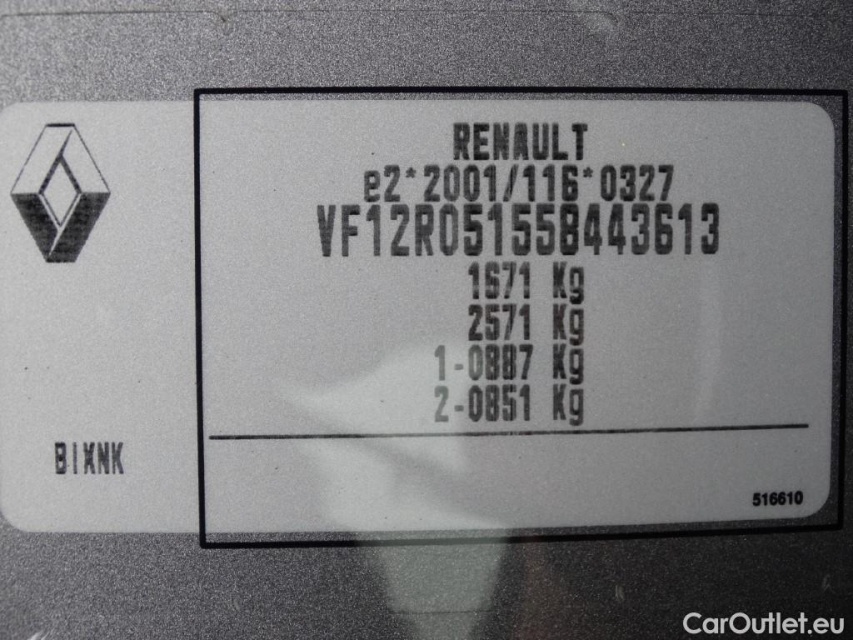 RENAULT
e2*2001/116*0327
VF12R051558443613
1671 Kg
2571 Kg
1-0887 Kg
2-0851 Kg
BIXNK
516610
CarOutlet.eu